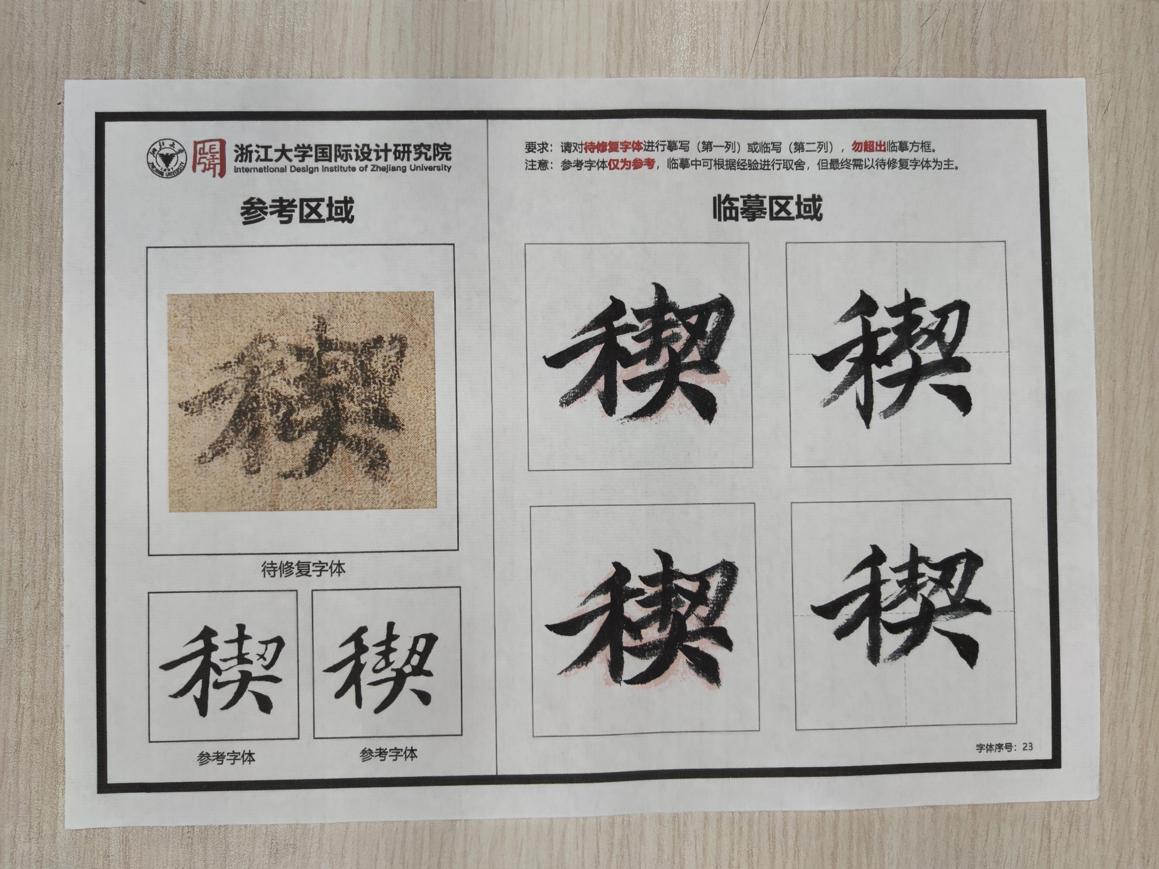 浙江大学国际设计研究院
International Design Institute of Zhejiang University
参考区域
稧
待修复字体
稧 稧
参考字体 参考字体
要求：请对待修复字体进行摹写（第一列）或临写（第二列），勿超出临摹方框。
注意：参考字体仅为参考，临摹中可根据经验进行取舍，但最终需以待修复字体为主。
临摹区域
稧 稧
稧 稧
字体序号：23